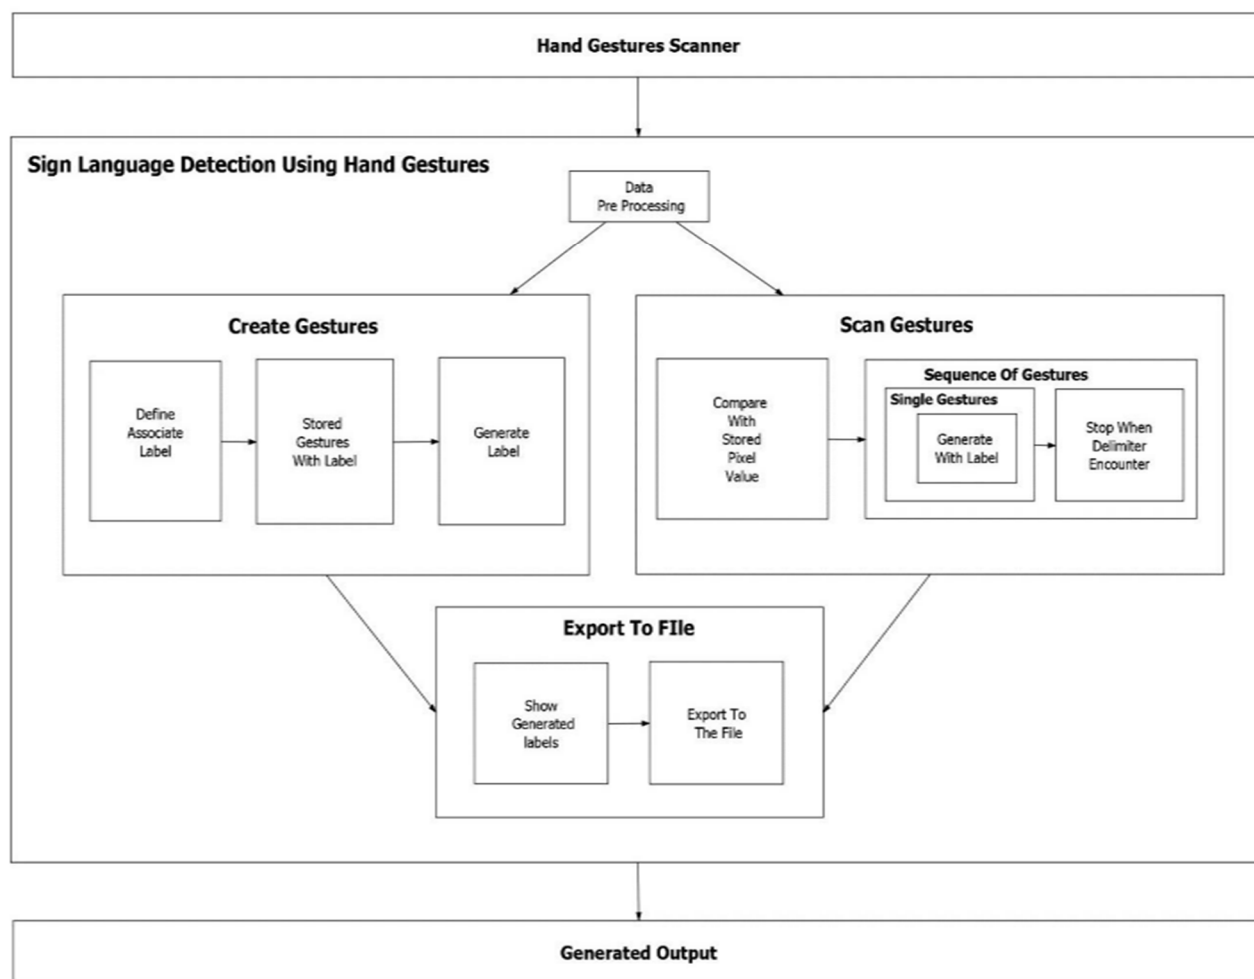 Hand Gestures Scanner
Sign Language Detection Using Hand Gestures
Data
Pre Processing
Create Gestures
Define
Associate
Label
Stored
Gestures
With Label
Generate
Label
Scan Gestures
Compare
With
Stored
Pixel
Value
Sequence Of Gestures
Single Gestures
Generate
With Label
Stop When
Delimiter
Encounter
Export To FIle
Show
Generated
labels
Export To
The File
Generated Output